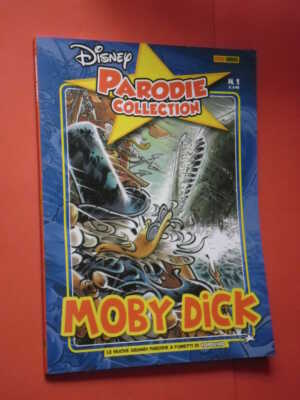 Disney
PARODIE
COLLECTION
N. 1
MOBY DICK
LE NUOVE GRANDI PARODIE A FUMETTI DI